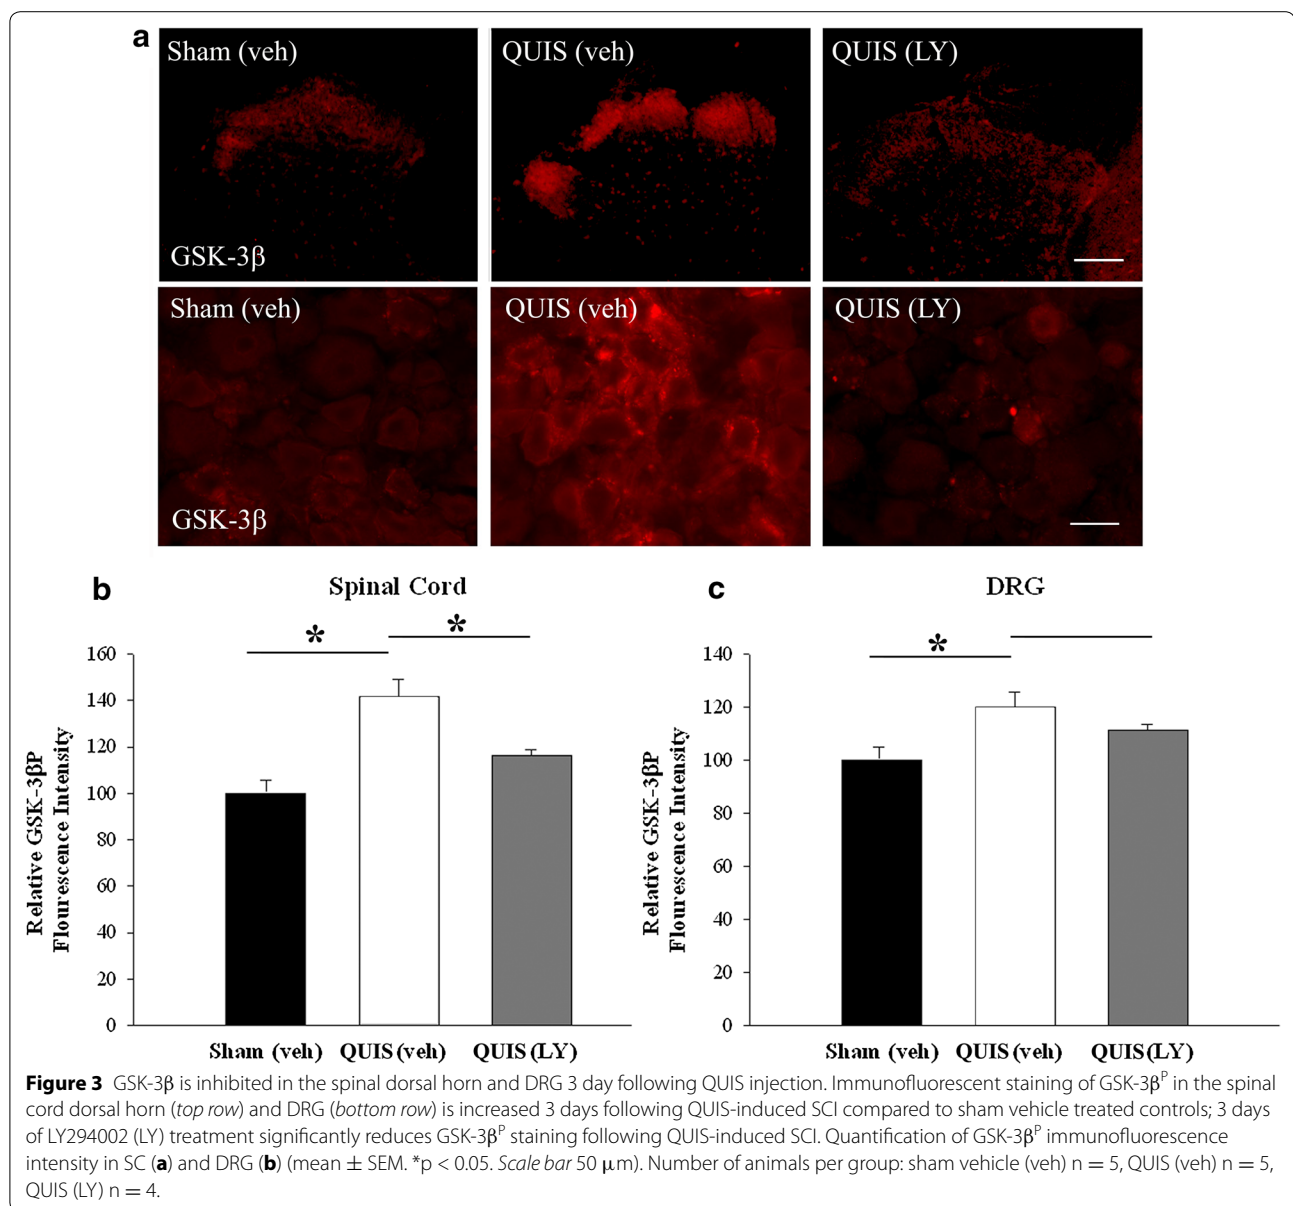 a
Sham (veh)
QUIS (veh)
QUIS (LY)
GSK-3β
Sham (veh)
QUIS (veh)
QUIS (LY)
GSK-3β
b
Spinal Cord
*
*
160
140
120
100
80
60
40
20
0
Relative GSK-3βP
Flourescence Intensity
Sham (veh)
QUIS(veh)
QUIS(LY)
c
DRG
*
140
120
100
80
60
40
20
0
Relative GSK-3βP
Flourescence Intensity
Sham (veh)
QUIS(veh)
QUIS(LY)
Figure 3 GSK-3β is inhibited in the spinal dorsal horn and DRG 3 day following QUIS injection. Immunofluorescent staining of GSK-3βᴾ in the spinal
cord dorsal horn (top row) and DRG (bottom row) is increased 3 days following QUIS-induced SCI compared to sham vehicle treated controls; 3 days
of LY294002 (LY) treatment significantly reduces GSK-3βᴾ staining following QUIS-induced SCI. Quantification of GSK-3βᴾ immunofluorescence
intensity in SC (a) and DRG (b) (mean ± SEM. *p < 0.05. Scale bar 50 μm). Number of animals per group: sham vehicle (veh) n = 5, QUIS (veh) n = 5,
QUIS (LY) n = 4.